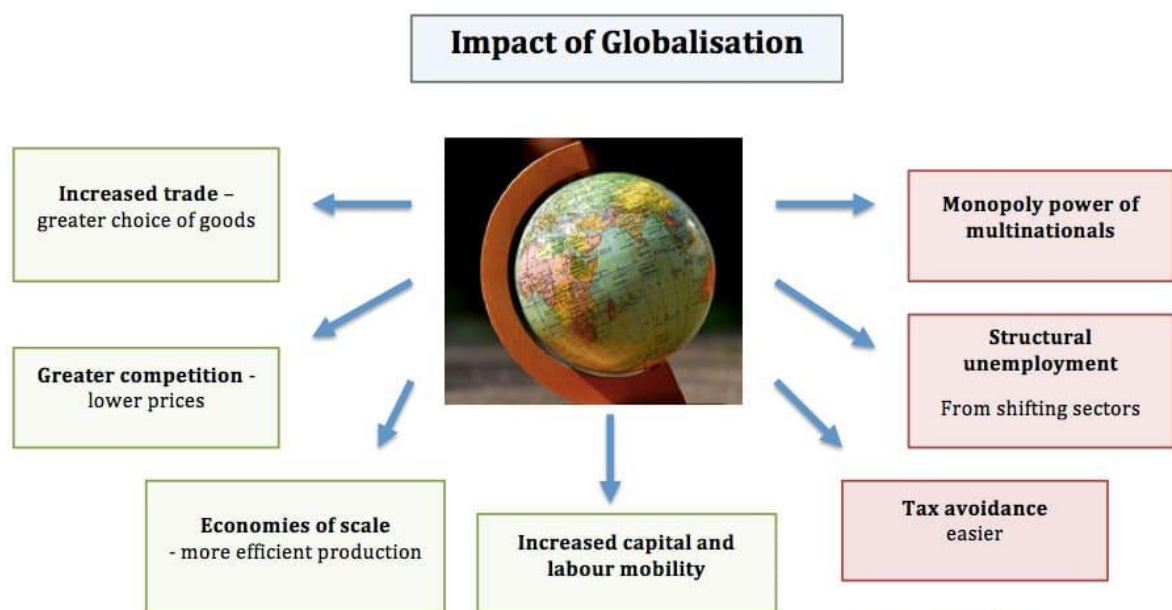 Impact of Globalisation
Increased trade –
greater choice of goods
Greater competition -
lower prices
Economies of scale
- more efficient production
Increased capital and
labour mobility
Monopoly power of
multinationals
Structural
unemployment
From shifting sectors
Tax avoidance
easier